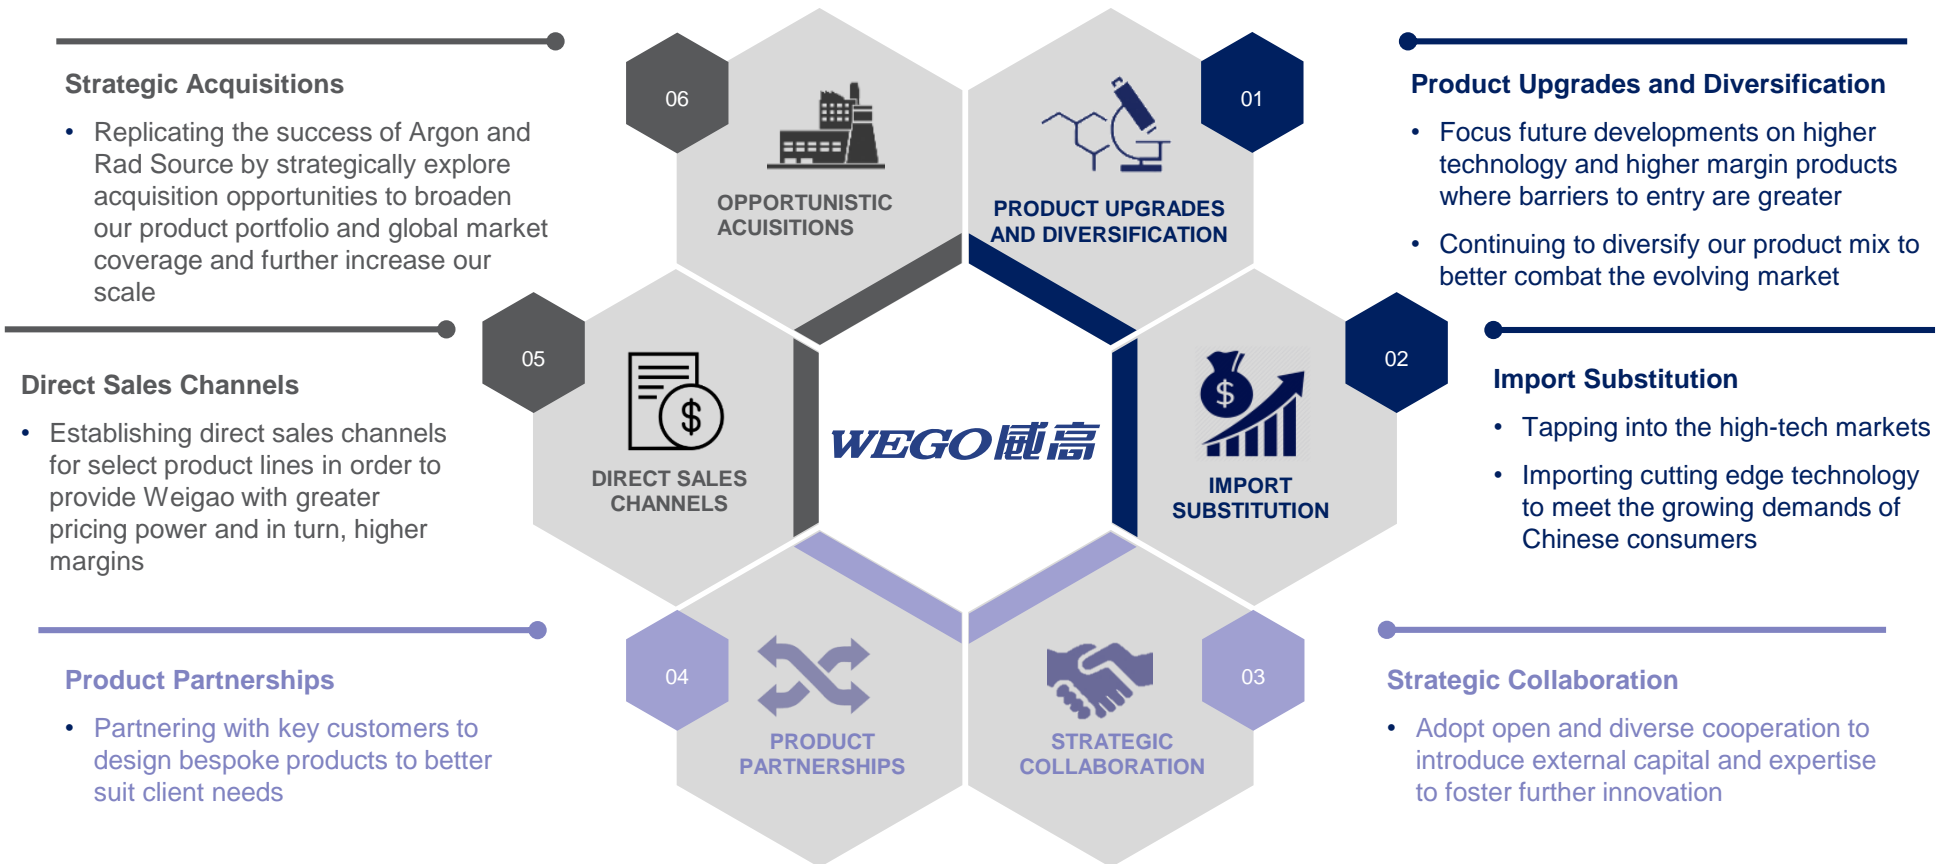 Strategic Acquisitions
• Replicating the success of Argon and
Rad Source by strategically explore
acquisition opportunities to broaden
our product portfolio and global market
coverage and further increase our
scale
Direct Sales Channels
• Establishing direct sales channels
for select product lines in order to
provide Weigao with greater
pricing power and in turn, higher
margins
Product Partnerships
• Partnering with key customers to
design bespoke products to better
suit client needs
06
OPPORTUNISTIC
ACUISITIONS
01
PRODUCT UPGRADES
AND DIVERSIFICATION
05
$
DIRECT SALES
CHANNELS
WEGO威高
02
$
IMPORT
SUBSTITUTION
04
PRODUCT
PARTNERSHIPS
03
STRATEGIC
COLLABORATION
Product Upgrades and Diversification
• Focus future developments on higher
technology and higher margin products
where barriers to entry are greater
• Continuing to diversify our product mix to
better combat the evolving market
Import Substitution
• Tapping into the high-tech markets
• Importing cutting edge technology
to meet the growing demands of
Chinese consumers
Strategic Collaboration
• Adopt open and diverse cooperation to
introduce external capital and expertise
to foster further innovation